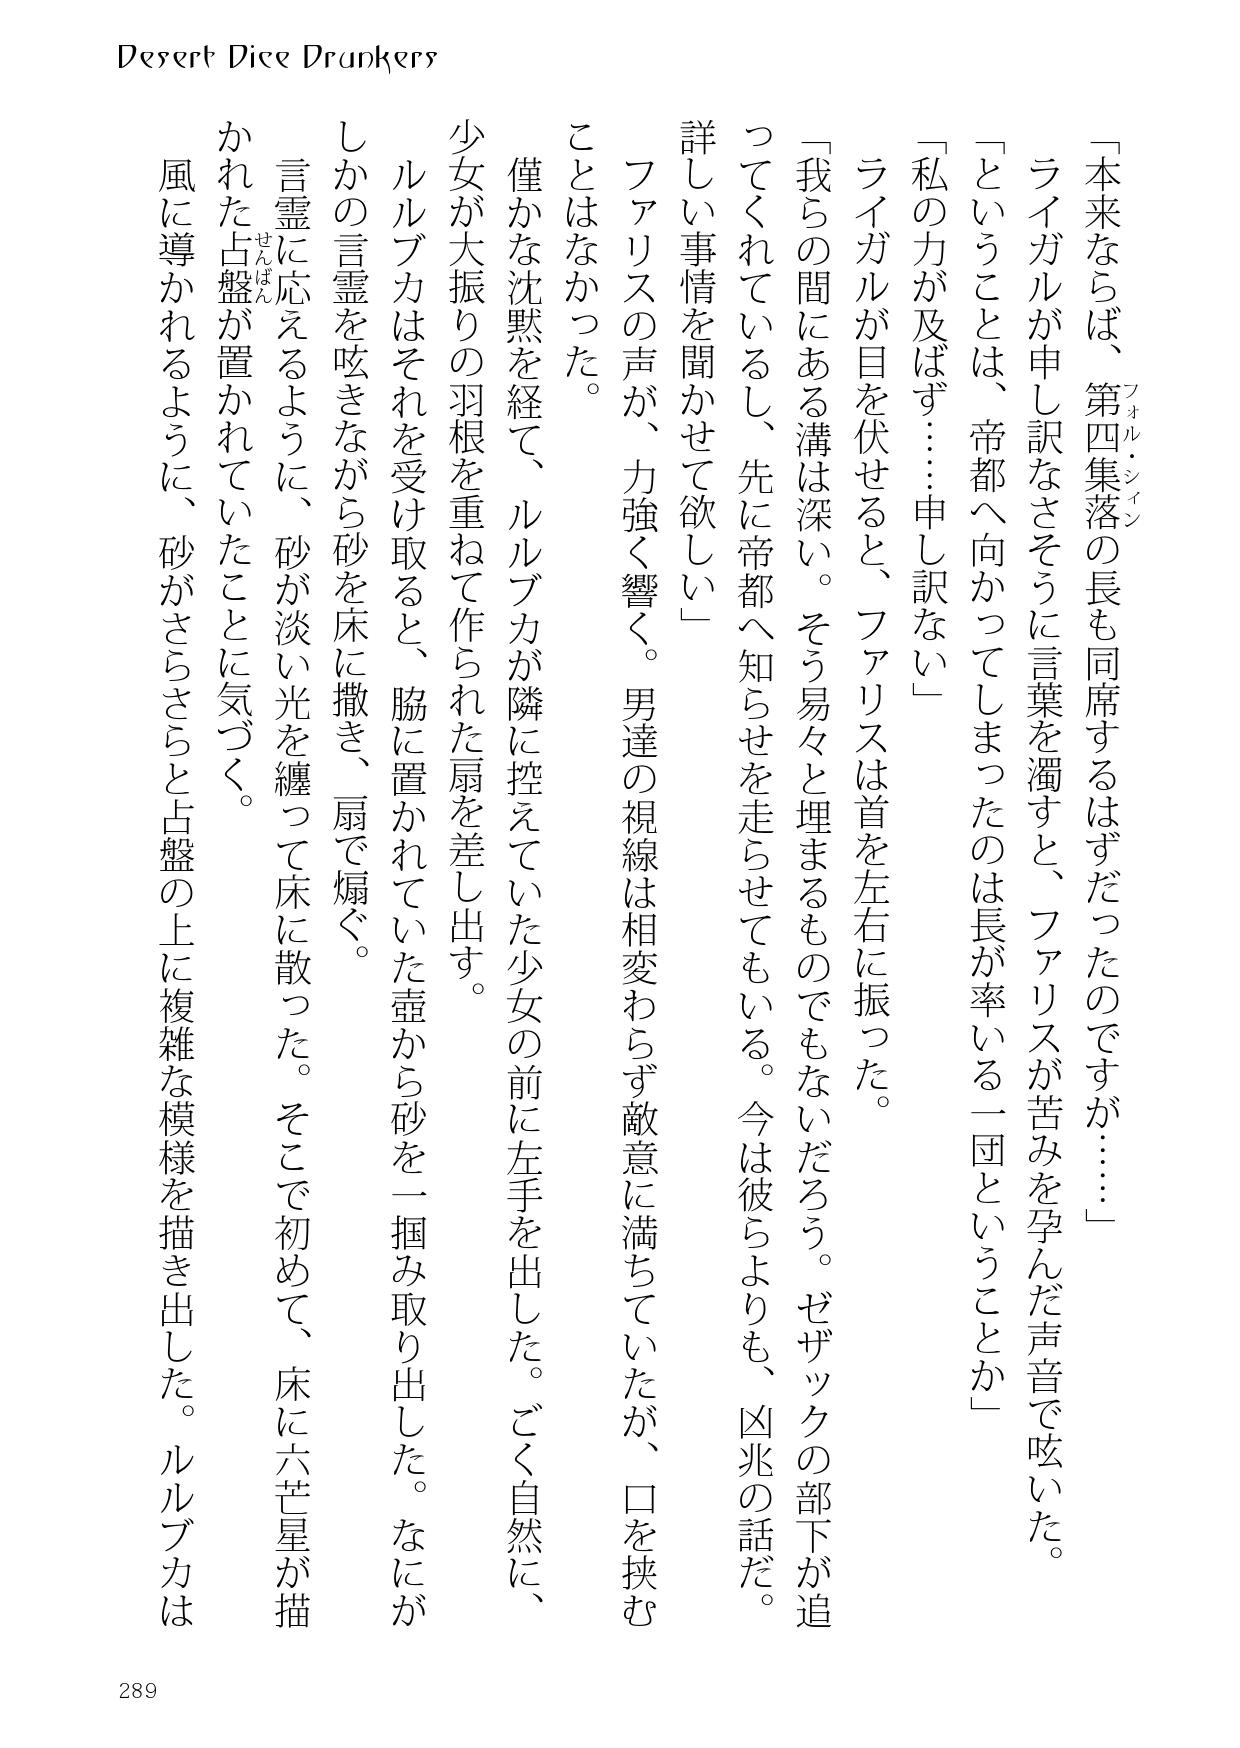 Desert Dice Drunkers
「本来ならば、第四集落の長も同席するはずだったのですが……」
フォル・シィン
　ライガルが申し訳なさそうに言葉を濁すと、ファリスが苦みを孕んだ声音で呟いた。
「ということは、帝都へ向かってしまったのは長が率いる一団ということか」
「私の力が及ばず……申し訳ない」
　ライガルが目を伏せると、ファリスは首を左右に振った。
「我らの間にある溝は深い。そう易々と埋まるものでもないだろう。ゼザックの部下が追
ってくれているし、先に帝都へ知らせを走らせてもいる。今は彼らよりも、凶兆の話だ。
詳しい事情を聞かせて欲しい」
　ファリスの声が、力強く響く。男達の視線は相変わらず敵意に満ちていたが、口を挟む
ことはなかった。
　僅かな沈黙を経て、ルルブカが隣に控えていた少女の前に左手を出した。ごく自然に、
少女が大振りの羽根を重ねて作られた扇を差し出す。
　ルルブカはそれを受け取ると、脇に置かれていた壺から砂を一掴み取り出した。なにが
しかの言霊を呟きながら砂を床に撒き、扇で煽ぐ。
　言霊に応えるように、砂が淡い光を纏って床に散った。そこで初めて、床に六芒星が描
かれた占盤が置かれていたことに気づく。
せんばん
　風に導かれるように、砂がさらさらと占盤の上に複雑な模様を描き出した。ルルブカは
289